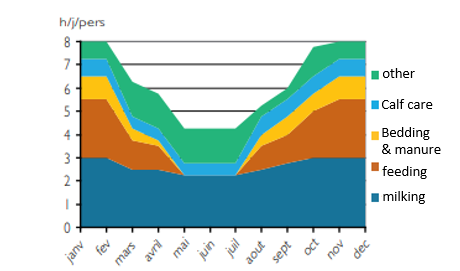 h/j/pers
8
7
6
5
4
3
2
1
0
janv
fev
mars
avril
mai
juin
juil
aout
sept
oct
nov
dec
other
Calf care
Bedding
& manure
feeding
milking